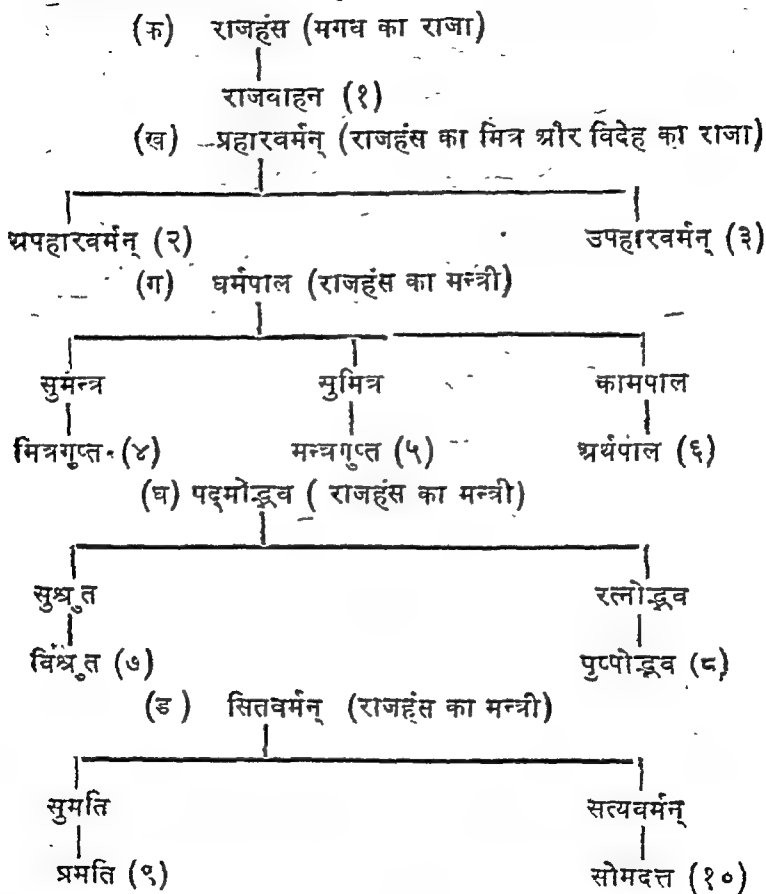 (क) राजहंस (मगध का राजा)
राजवाहन (१)
(ख) प्रहारवर्मन् (राजहंस का मित्र और विदेह का राजा)
अपहारवर्मन् (२) उपहारवर्मन् (३)
(ग) धर्मपाल (राजहंस का मन्त्री)
सुमन्त्र सुमित्र कामपाल
मित्रगुप्त (४) मन्त्रगुप्त (५) अर्थपाल (६)
(घ) पद्मोद्भव ( राजहंस का मन्त्री)
सुश्रुत रत्नोद्भव
विश्रुत (७) पुष्पोद्भव (८)
(ङ) सितवर्मन् (राजहंस का मन्त्री)
सुमति सत्यवर्मन्
प्रमति (९) सोमदत्त (१०)